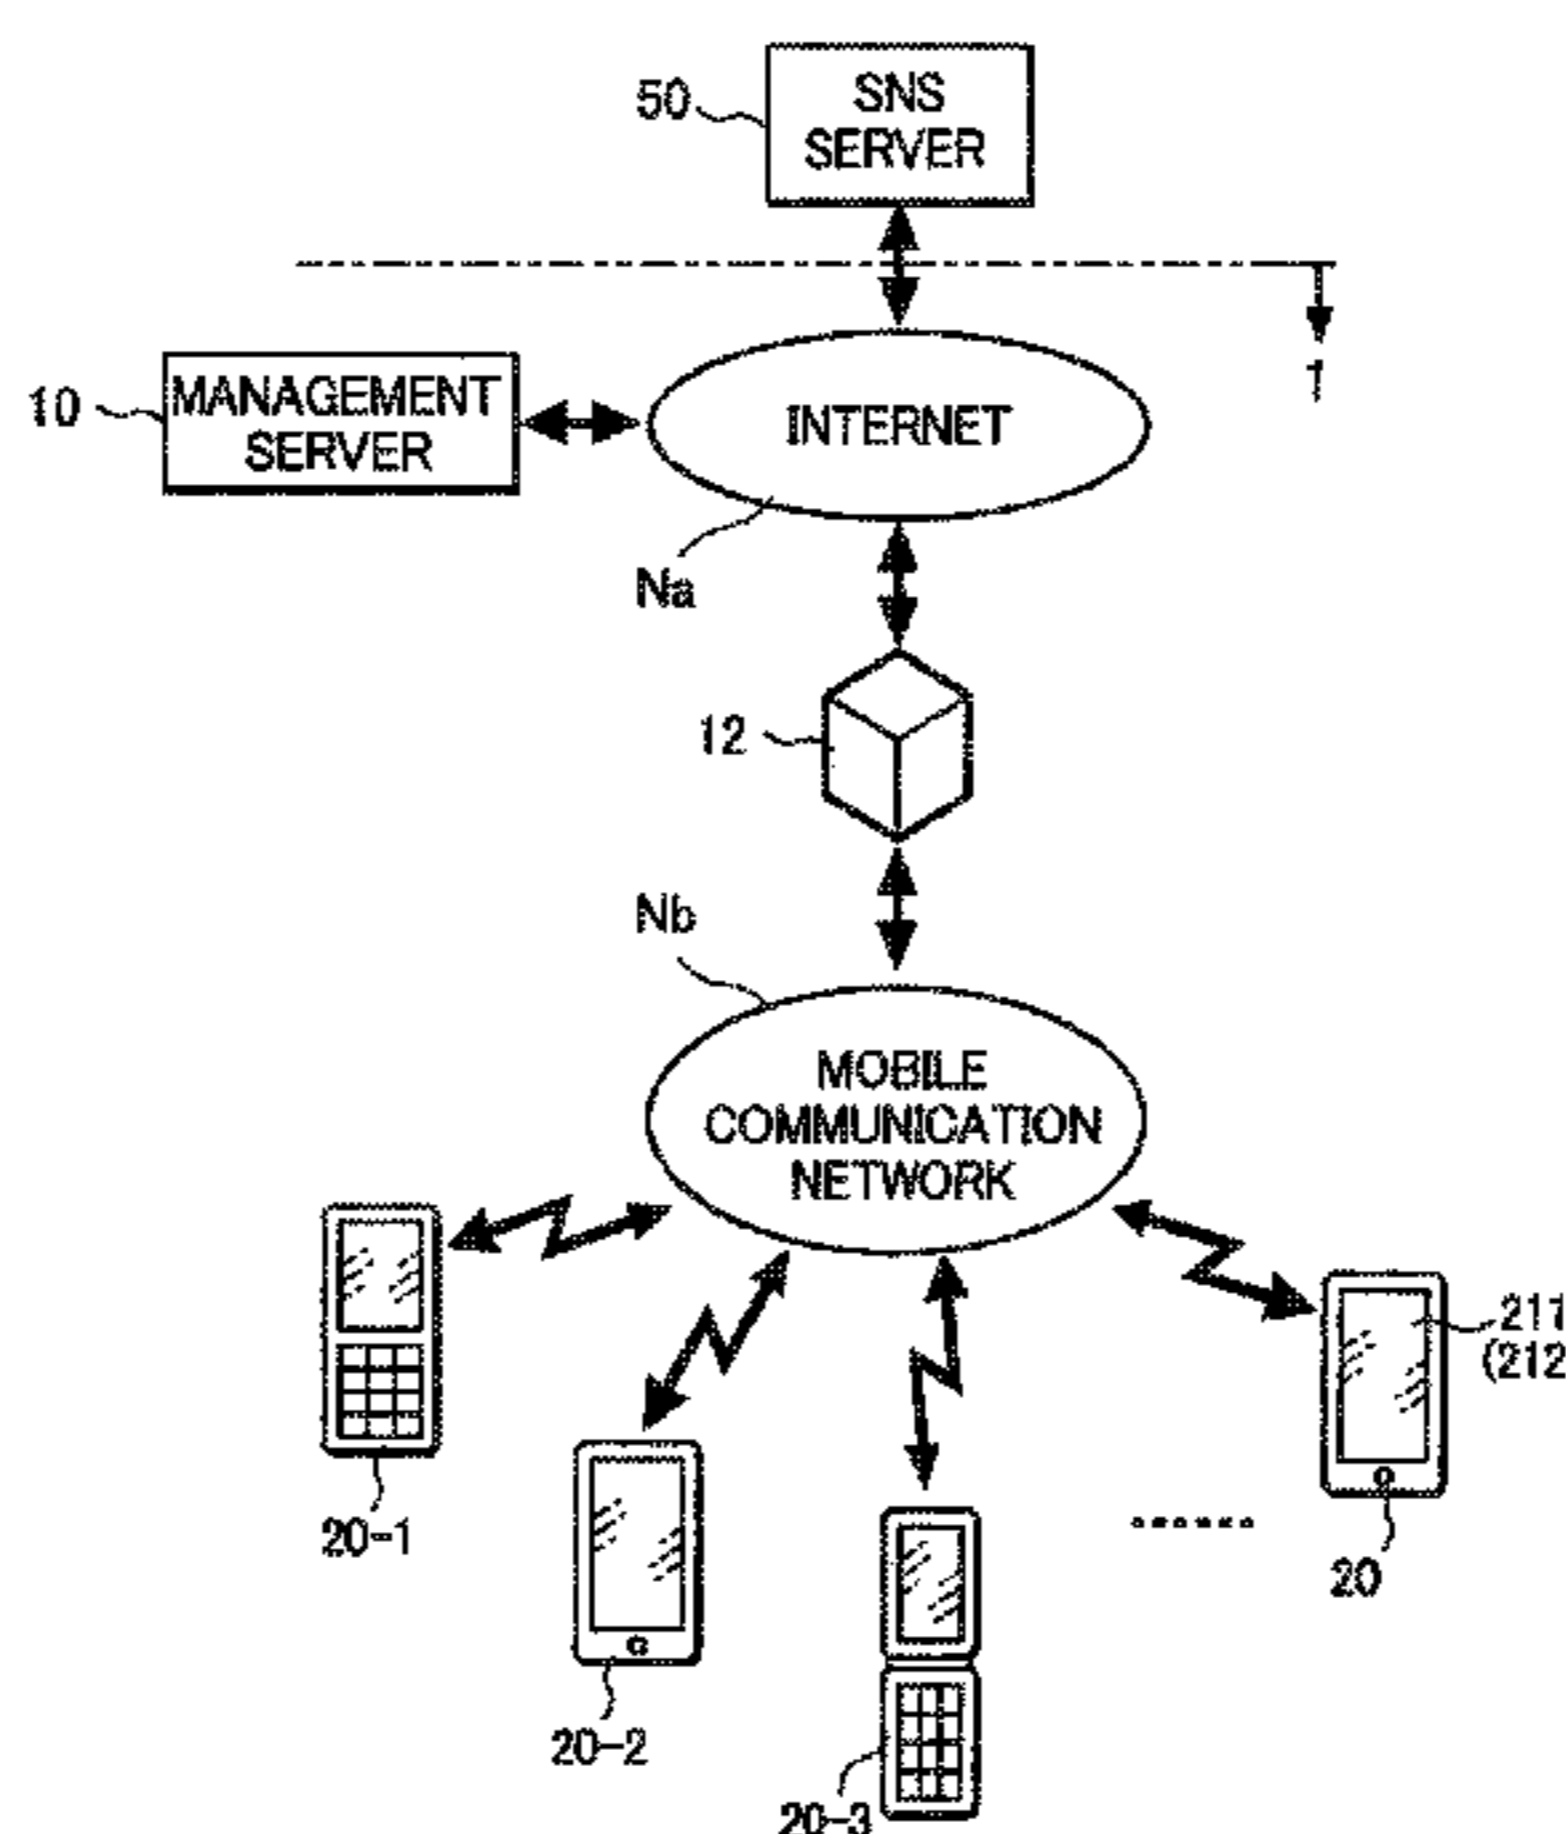 50
SNS
SERVER
1
10
MANAGEMENT
SERVER
INTERNET
Na
12
Nb
MOBILE
COMMUNICATION
NETWORK
211
(212
20-1
20
20-2
20-3